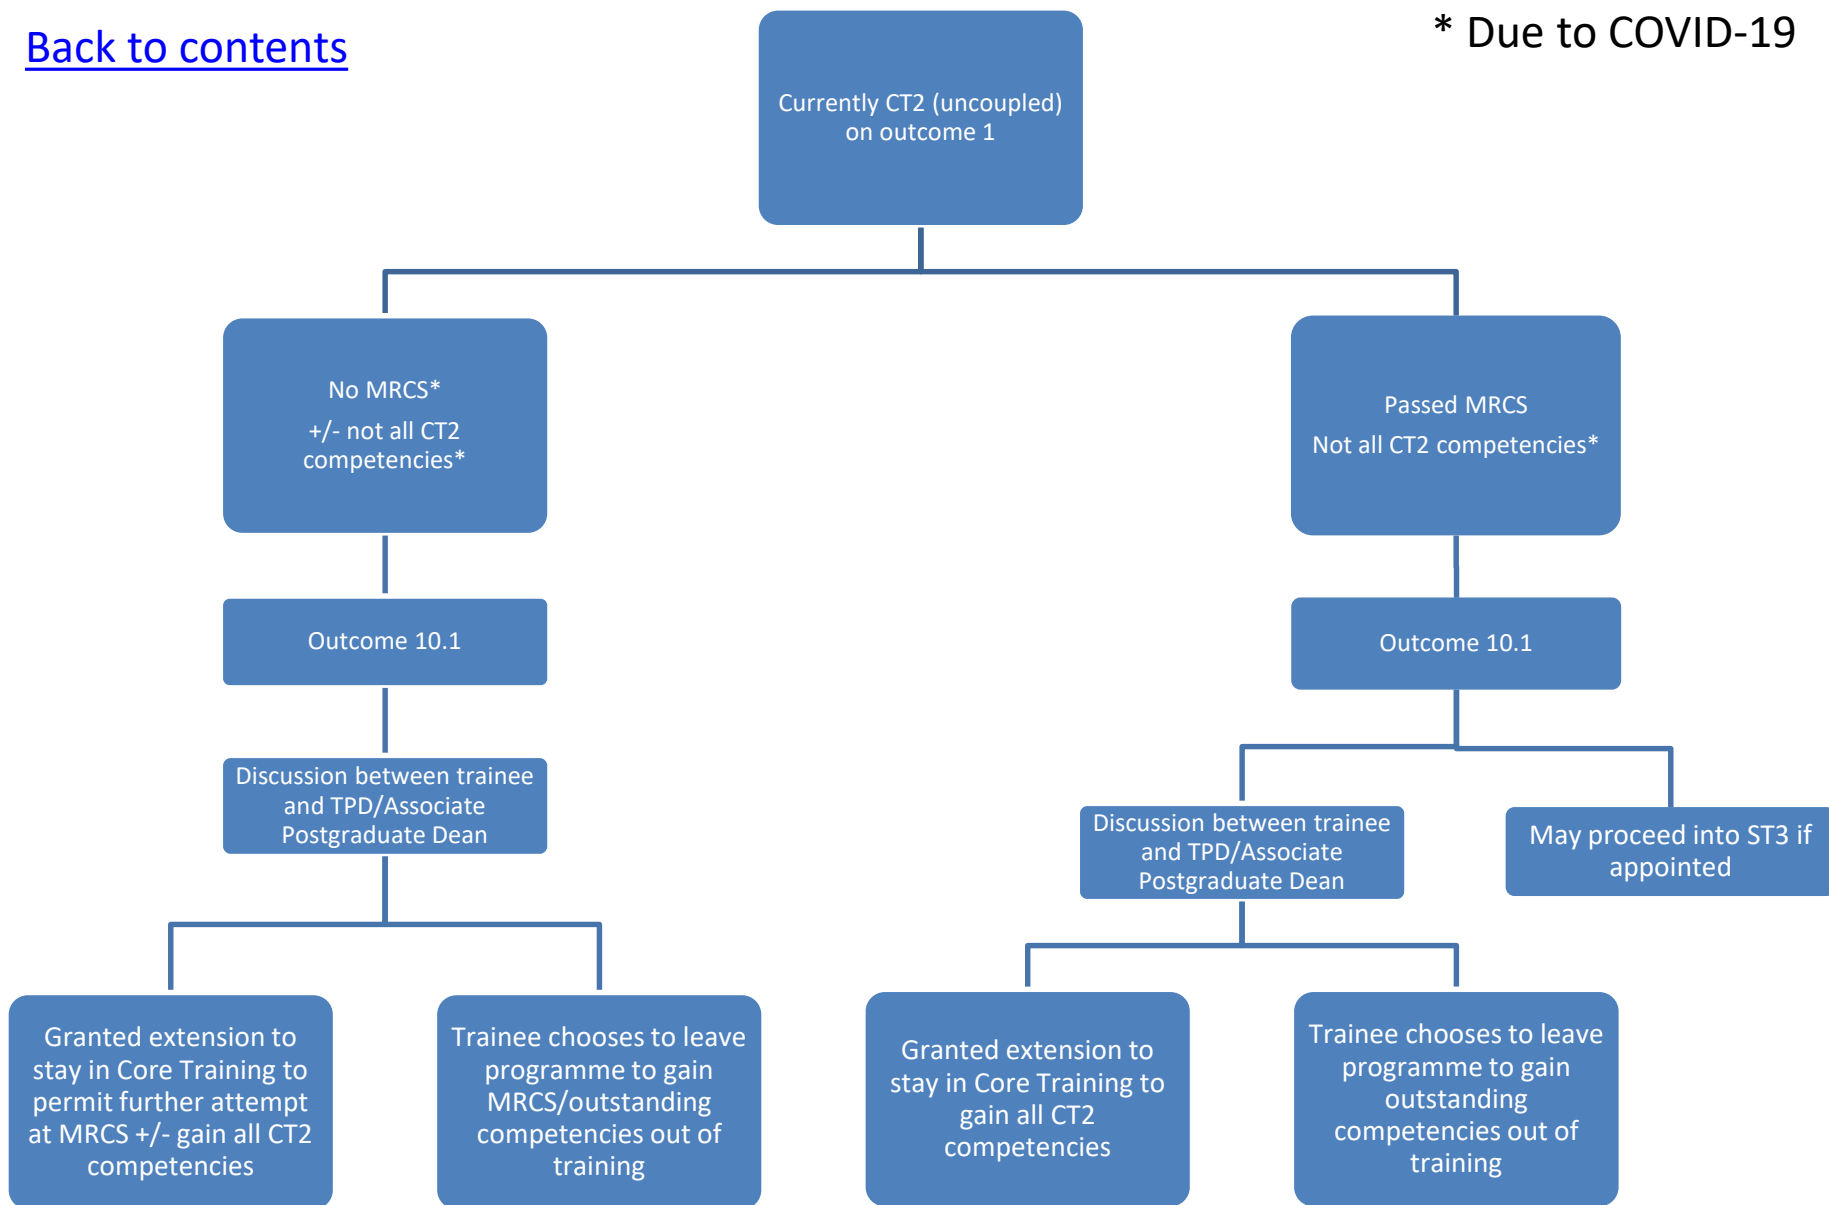 Back to contents
* Due to COVID-19
Currently CT2 (uncoupled)
on outcome 1
No MRCS*
+/- not all CT2
competencies*
Passed MRCS
Not all CT2 competencies*
Outcome 10.1
Outcome 10.1
Discussion between trainee
and TPD/Associate
Postgraduate Dean
Discussion between trainee
and TPD/Associate
Postgraduate Dean
May proceed into ST3 if
appointed
Granted extension to
stay in Core Training to
permit further attempt
at MRCS +/- gain all CT2
competencies
Trainee chooses to leave
programme to gain
MRCS/outstanding
competencies out of
training
Granted extension to
stay in Core Training to
gain all CT2
competencies
Trainee chooses to leave
programme to gain
outstanding
competencies out of
training